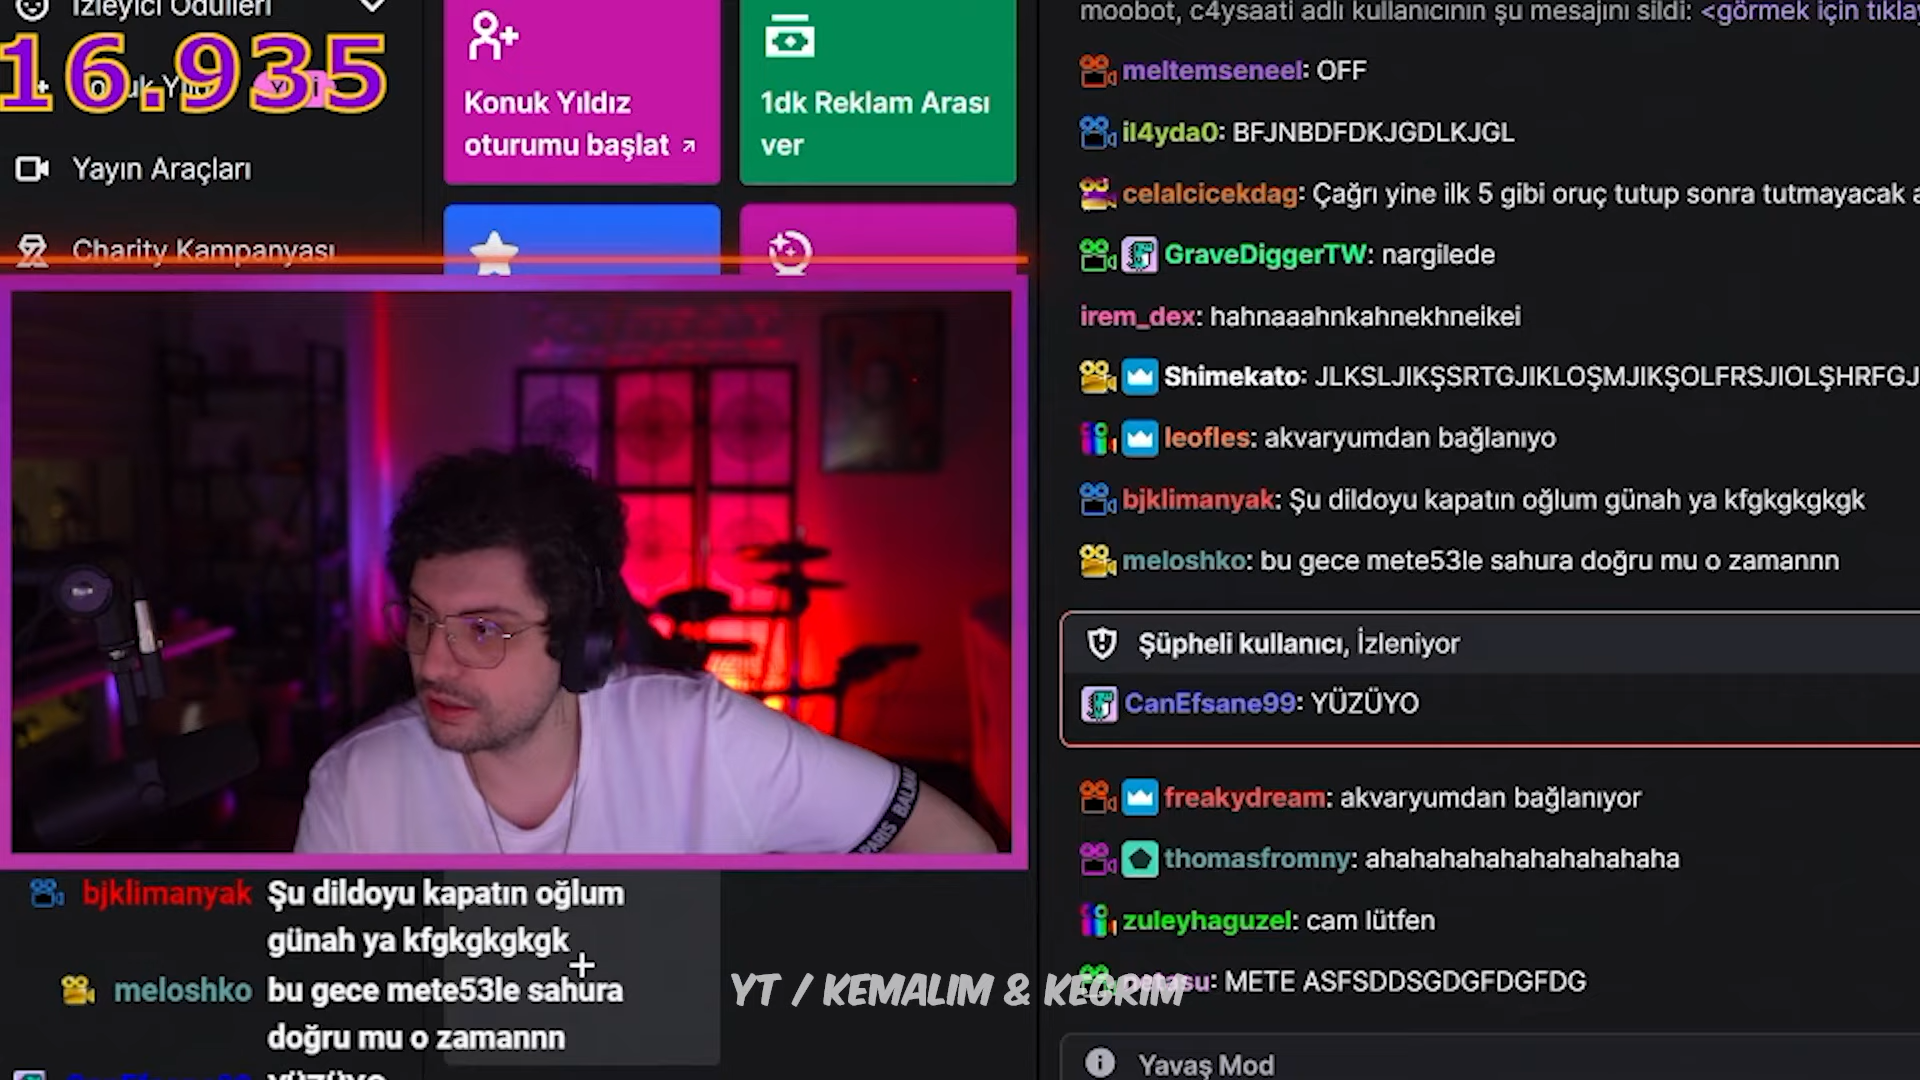 İzleyici Ödülleri
16.935
Yayın Araçları
Charity Kampanyası
Konuk Yıldız
oturumu başlat
1dk Reklam Arası
ver
PARIS BALMAIN
bjklimanyak Şu dildoyu kapatın oğlum
günah ya kfgkgkgkgk
meloshko bu gece mete53le sahura
doğru mu o zamannn
CanEfsane99 YÜZÜYO
moobot, c4ysaati adlı kullanıcının şu mesajını sildi: <görmek için tıkla
meltemseneel: OFF
il4yda0: BFJNBDFDKJGDLKJGL
celalcicekdag: Çağrı yine ilk 5 gibi oruç tutup sonra tutmayacak
GraveDiggerTW: nargilede
irem_dex: hahnaaahnkahnekhneikei
Shimekato: JLKSLJIKŞSRTGJIKLOŞMJIKŞOLFRSJIOLŞHRFGJ
leofles: akvaryumdan bağlanıyo
bjklimanyak: Şu dildoyu kapatın oğlum günah ya kfgkgkgkgk
meloshko: bu gece mete53le sahura doğru mu o zamannn
Şüpheli kullanıcı, İzleniyor
CanEfsane99: YÜZÜYO
freakydream: akvaryumdan bağlanıyor
thomasfromny: ahahahahahahahahaha
zuleyhaguzel: cam lütfen
METE ASFSDDSGDGFDGFDG
YT / KEMALIM & KEGRIM
Yavaş Mod